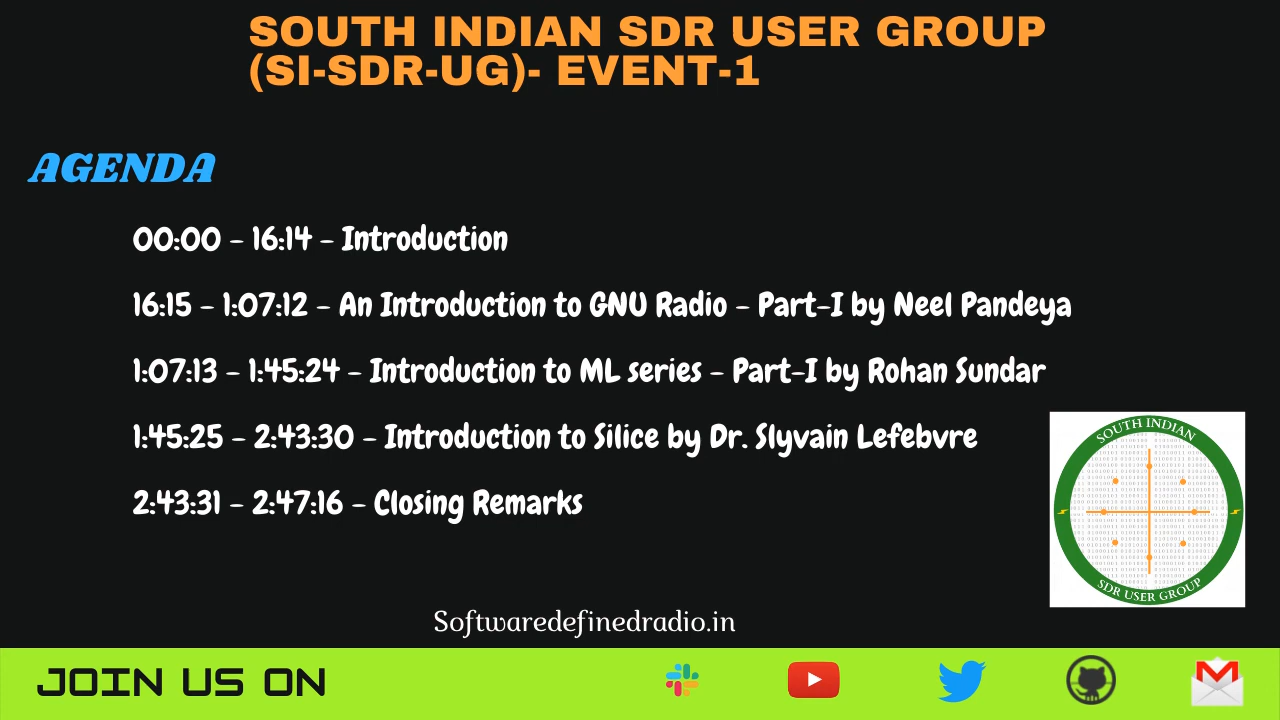 SOUTH INDIAN SDR USER GROUP
(SI-SDR-UG)- EVENT-1
AGENDA
00:00 - 16:14 - Introduction
16:15 - 1:07:12 - An Introduction to GNU Radio - Part-I by Neel Pandeya
1:07:13 - 1:45:24 - Introduction to ML series - Part-I by Rohan Sundar
1:45:25 - 2:43:30 - Introduction to Silice by Dr. Slyvain Lefebvre
2:43:31 - 2:47:16 - Closing Remarks
SOUTH INDIAN
SDR USER GROUP
Softwaredefinedradio.in
JOIN US ON